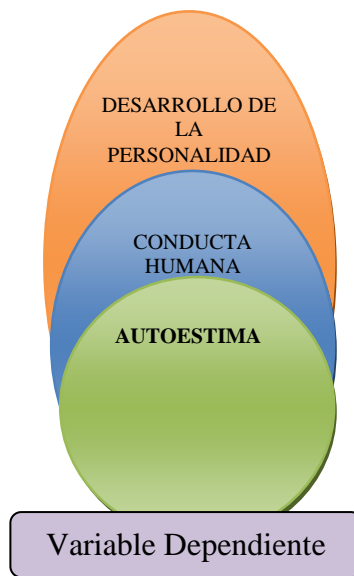 DESARROLLO DE
LA
PERSONALIDAD
CONDUCTA
HUMANA
AUTOESTIMA
Variable Dependiente